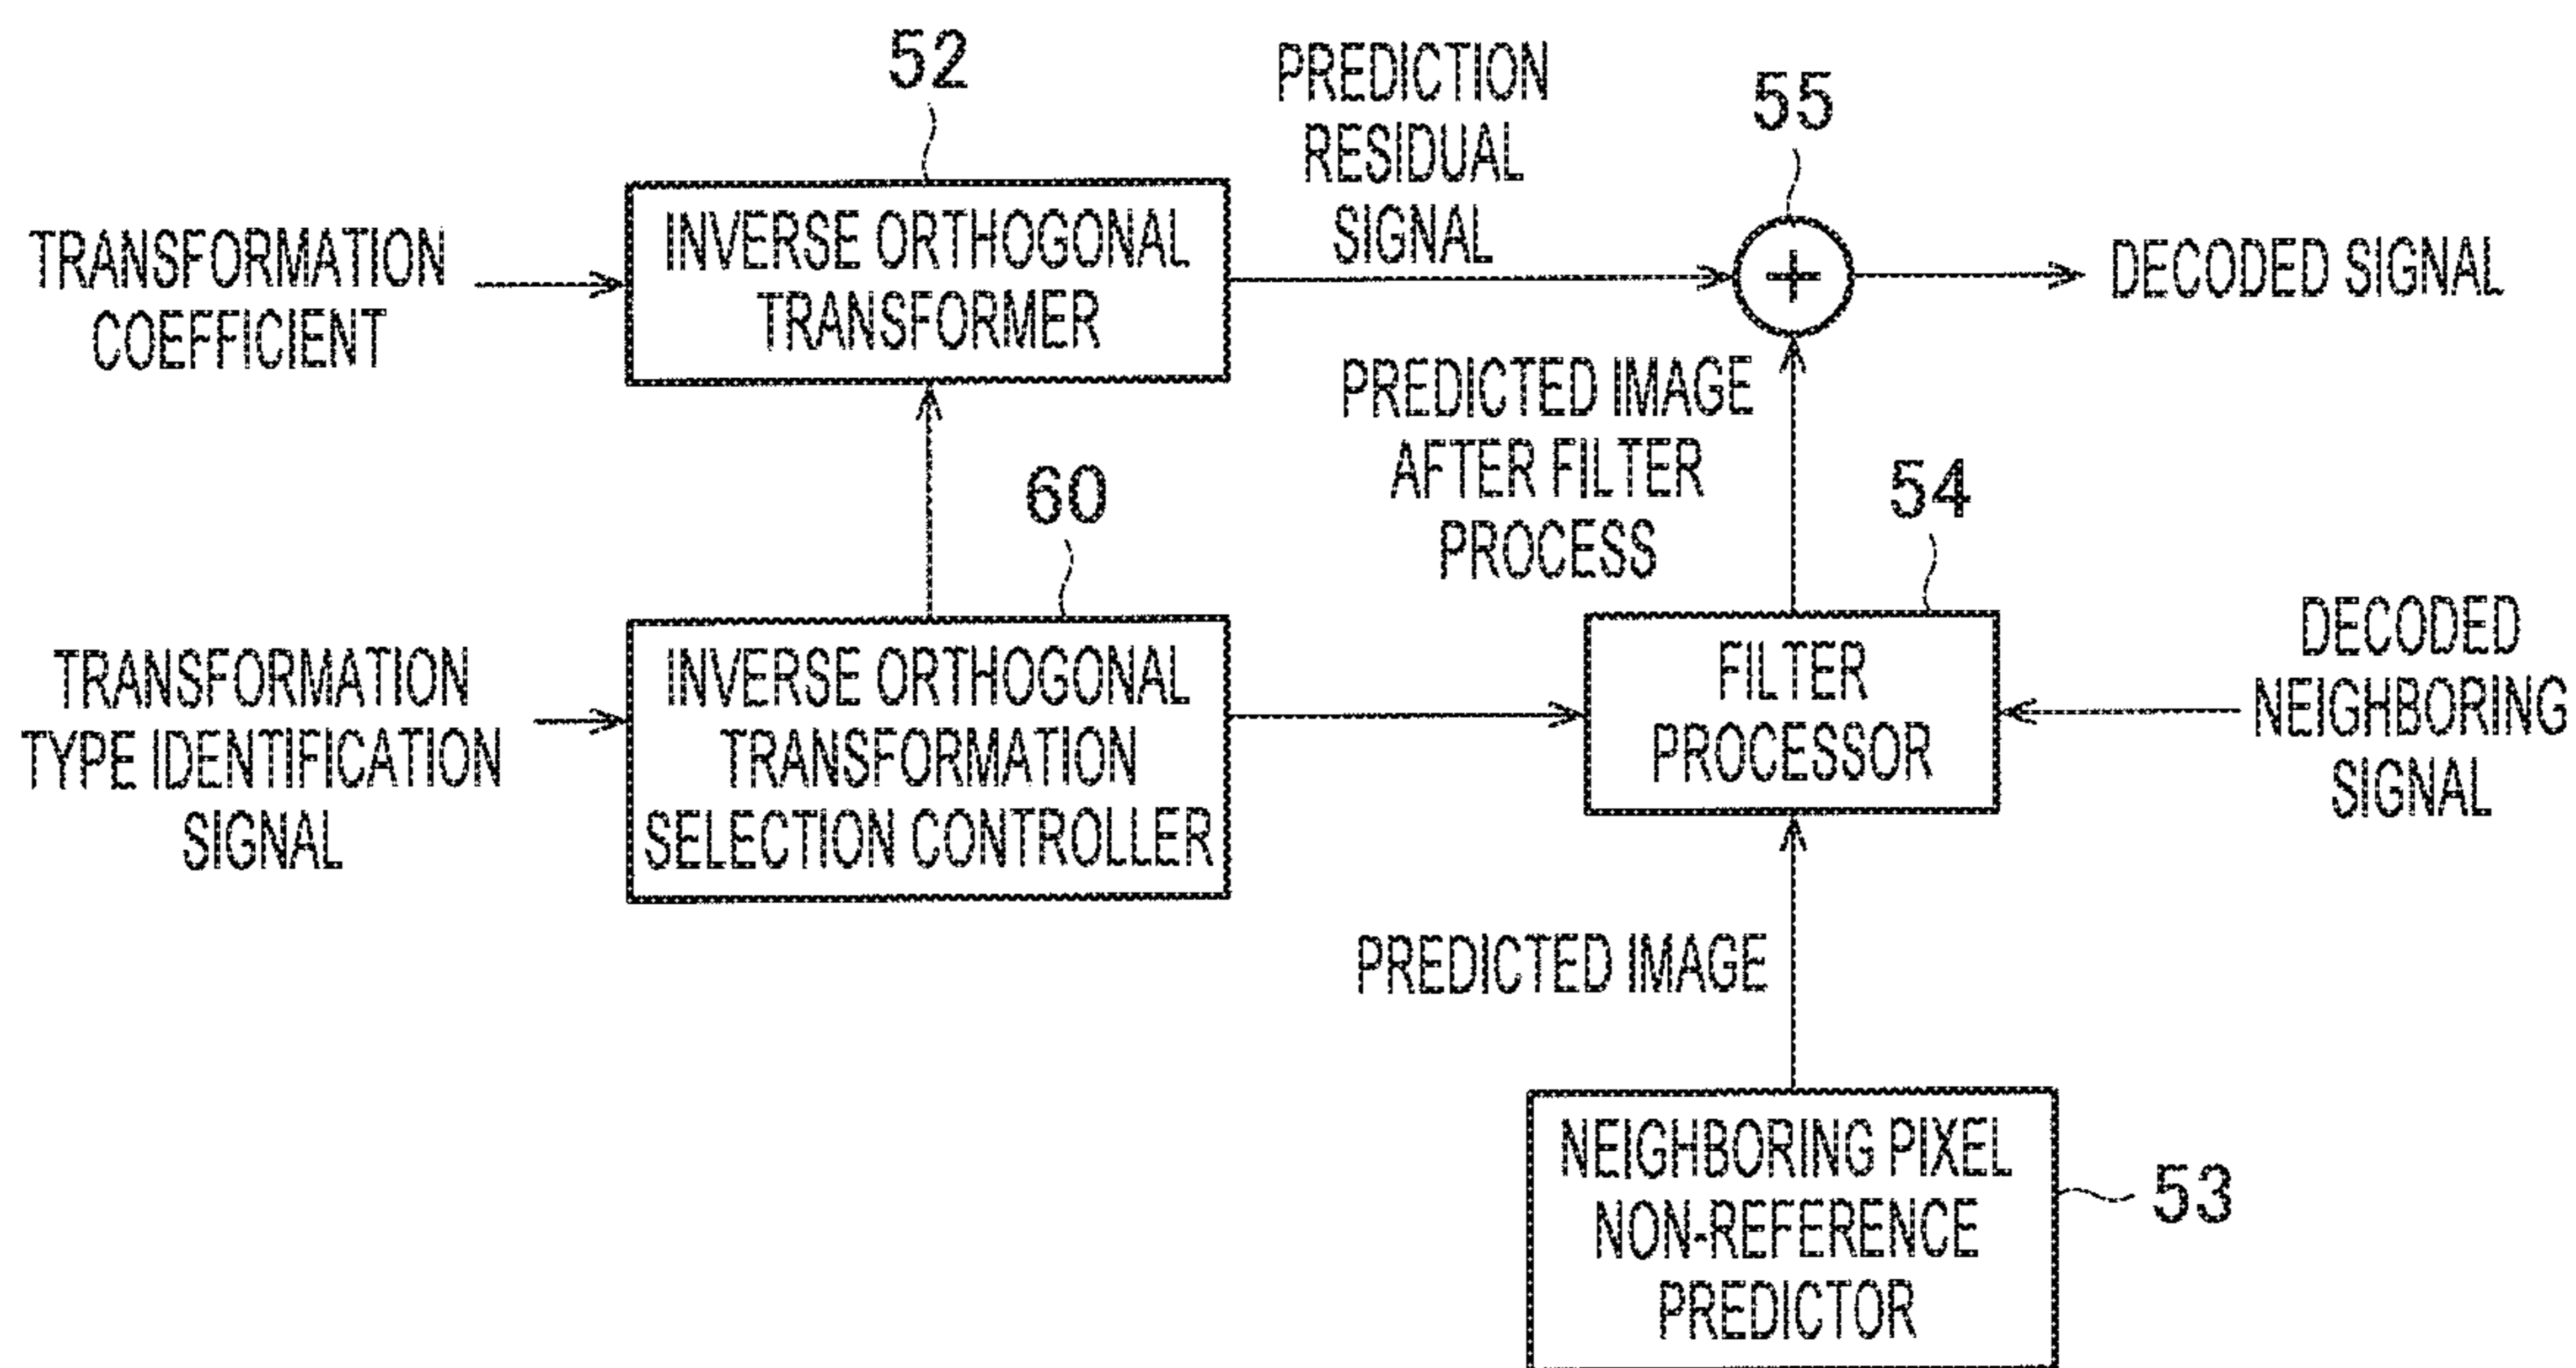 52
PREDICTION
RESIDUAL
SIGNAL
55
TRANSFORMATION
COEFFICIENT
INVERSE ORTHOGONAL
TRANSFORMER
+
DECODED SIGNAL
PREDICTED IMAGE
AFTER FILTER
PROCESS
60
54
TRANSFORMATION
TYPE IDENTIFICATION
SIGNAL
INVERSE ORTHOGONAL
TRANSFORMATION
SELECTION CONTROLLER
FILTER
PROCESSOR
DECODED
NEIGHBORING
SIGNAL
PREDICTED IMAGE
NEIGHBORING PIXEL
NON-REFERENCE
PREDICTOR
53